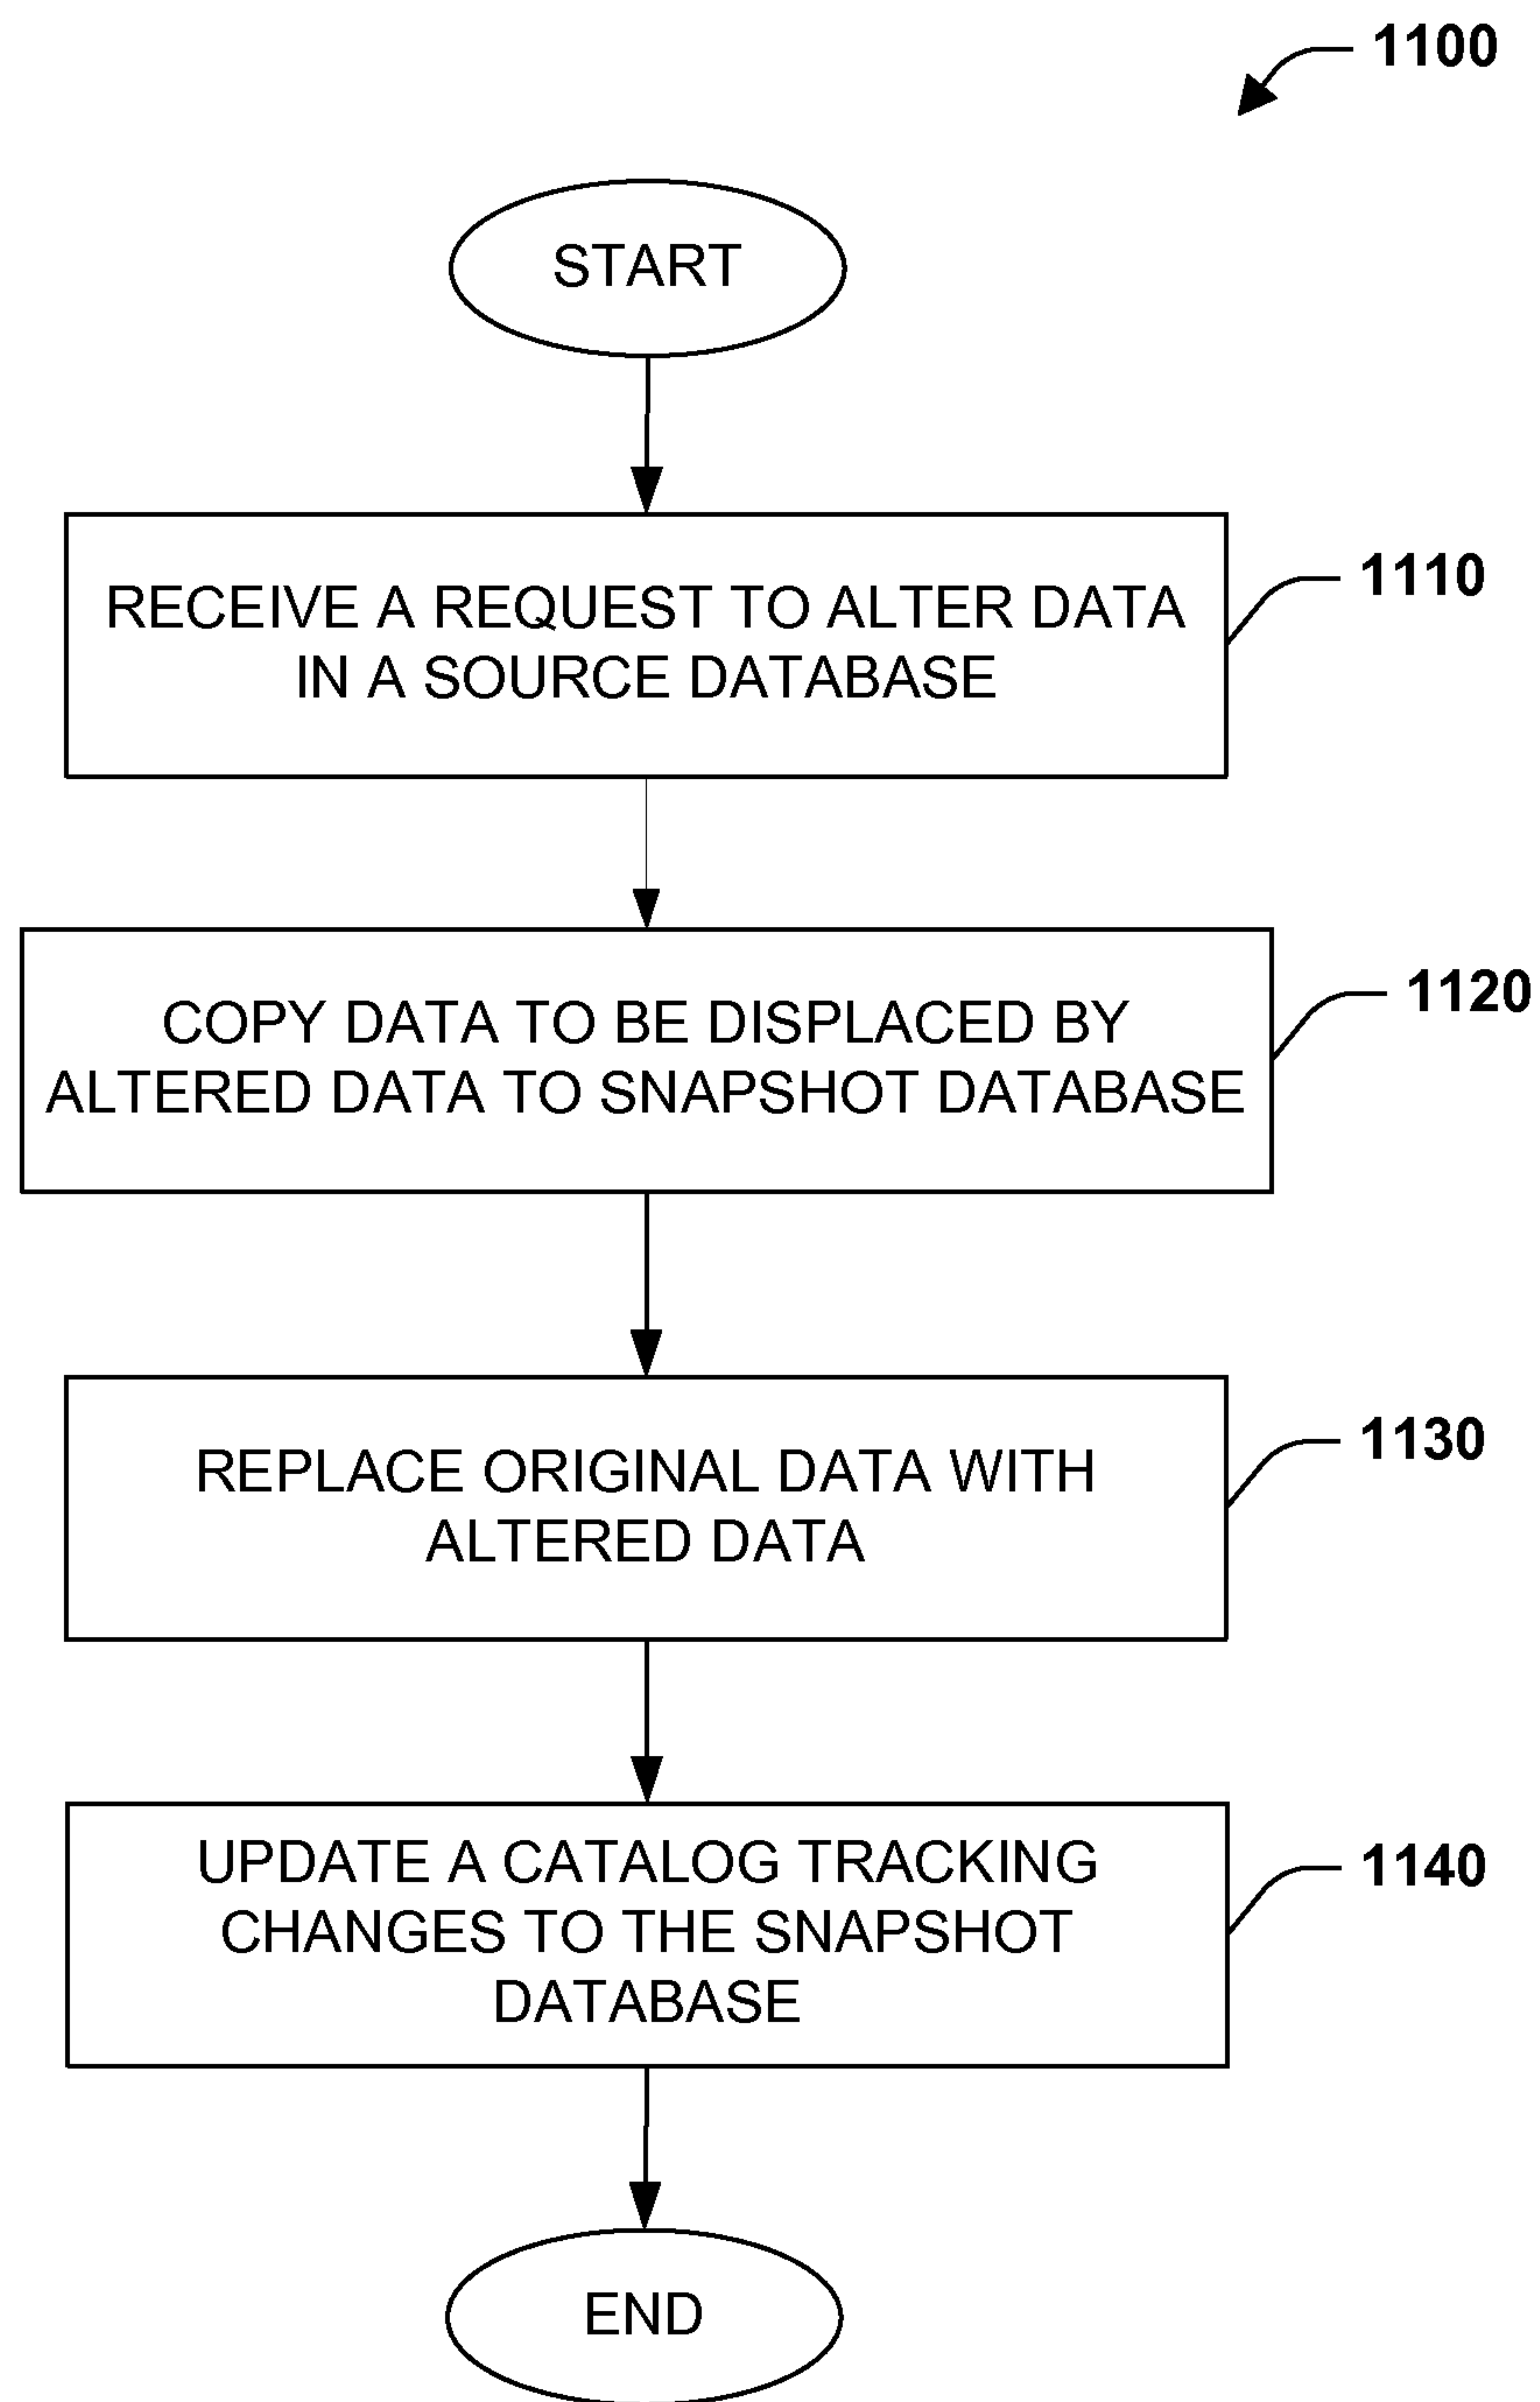 1100
START
RECEIVE A REQUEST TO ALTER DATA
IN A SOURCE DATABASE
1110
COPY DATA TO BE DISPLACED BY
ALTERED DATA TO SNAPSHOT DATABASE
1120
REPLACE ORIGINAL DATA WITH
ALTERED DATA
1130
UPDATE A CATALOG TRACKING
CHANGES TO THE SNAPSHOT
DATABASE
1140
END